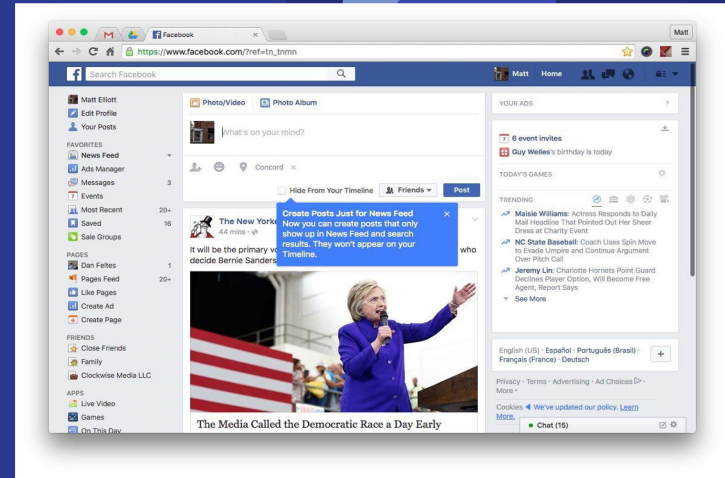 Facebook
Matt
https://www.facebook.com/?ref=tn_tnmn
Search Facebook
Matt Home
Matt Elliott
Edit Profile
Your Posts
FAVORITES
News Feed
Ads Manager
Messages 3
Events
Most Recent 20+
Saved 16
Sale Groups
PAGES
Dan Feltes 1
Pages Feed 20+
Like Pages
Create Ad
Create Page
FRIENDS
Close Friends
Family
Clockwise Media LLC
APPS
Live Video
Games
On This Day
Photo/Video Photo Album
What's on your mind?
Concord ×
Hide From Your Timeline Friends Post
Create Posts Just for News Feed ×
Now you can create posts that only
show up in News Feed and search
results. They won't appear on your
Timeline.
The New Yorke
44 mins
It will be the primary vo who
decide Bernie Sanders
The Media Called the Democratic Race a Day Early
YOUR ADS
6 event invites
Guy Welles's birthday is today
TODAY'S GAMES
TRENDING
Maisie Williams: Actress Responds to Daily
Mail Headline That Pointed Out Her Sheer
Dress at Charity Event
NC State Baseball: Coach Uses Spin Move
to Evade Umpire and Continue Argument
Over Pitch Call
Jeremy Lin: Charlotte Hornets Point Guard
Declines Player Option, Will Become Free
Agent, Report Says
See More
English (US) · Español · Português (Brasil) ·
Français (France) · Deutsch
+
Privacy · Terms · Advertising · Ad Choices ·
More
Cookies We've updated our policy. Learn
More.
Chat (15)